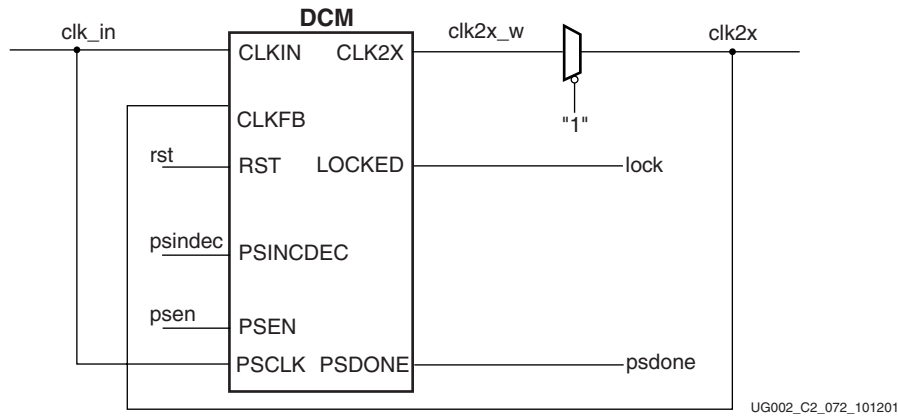 DCM
clk_in
CLKIN
CLK2X
clk2x_w
clk2x
CLKFB
"1"
rst
RST
LOCKED
lock
psindec
PSINCDEC
psen
PSEN
PSCLK
PSDONE
psdone
UG002_C2_072_101201